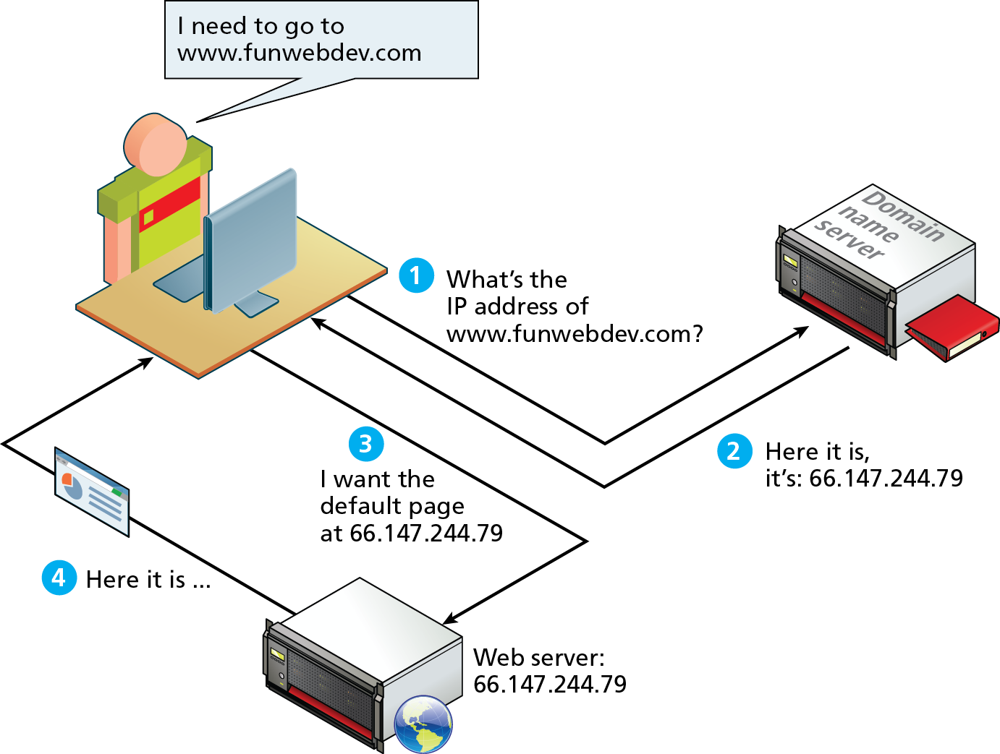 I need to go to
www.funwebdev.com
Domain
name
server
1
What's the
IP address of
www.funwebdev.com?
2
Here it is,
it's: 66.147.244.79
3
I want the
default page
at 66.147.244.79
4
Here it is ...
Web server:
66.147.244.79